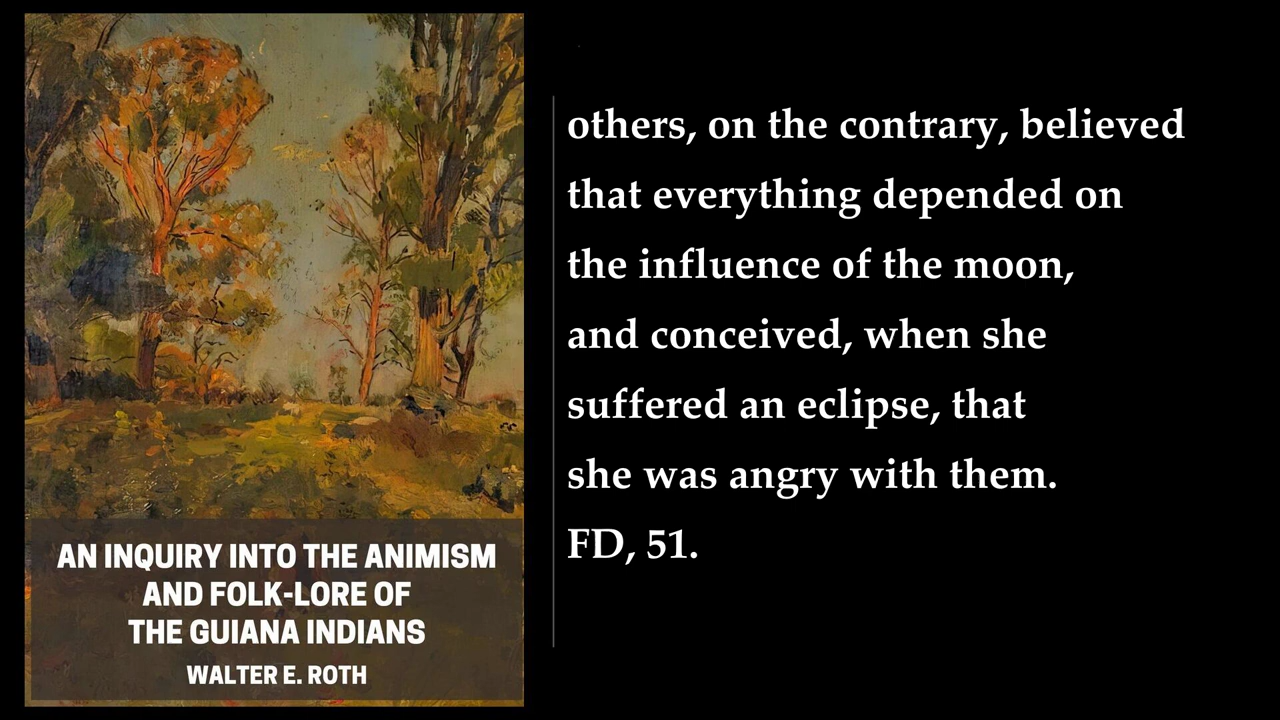 others, on the contrary, believed
that everything depended on
the influence of the moon,
and conceived, when she
suffered an eclipse, that
she was angry with them.
FD, 51.
AN INQUIRY INTO THE ANIMISM
AND FOLK-LORE OF
THE GUIANA INDIANS
WALTER E. ROTH